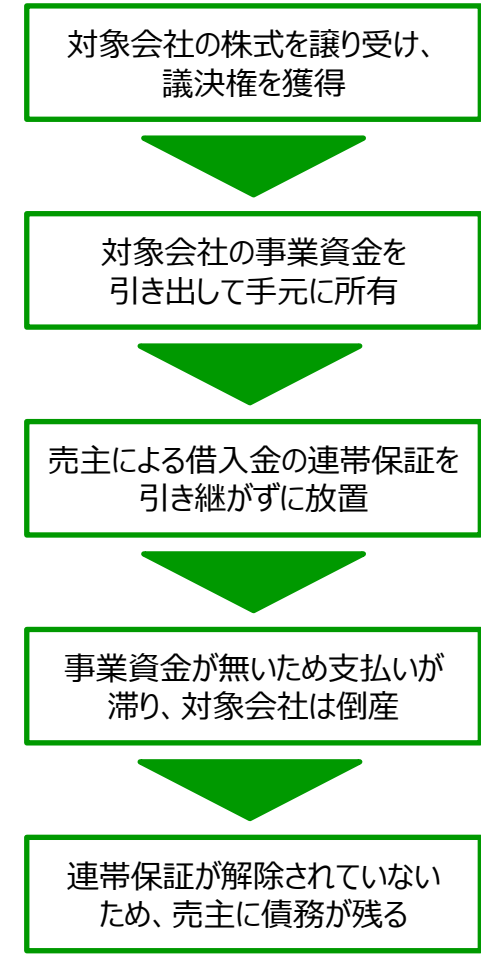 対象会社の株式を譲り受け、
議決権を獲得
対象会社の事業資金を
引き出して手元に所有
売主による借入金の連帯保証を
引き継がずに放置
事業資金が無いため支払いが
滞り、対象会社は倒産
連帯保証が解除されていない
ため、売主に債務が残る